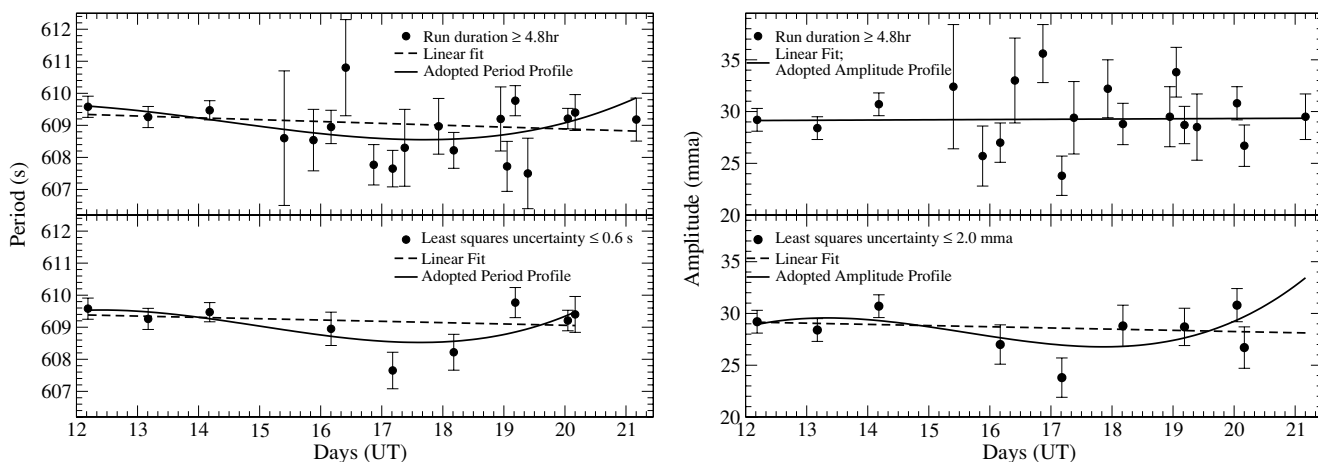 612
611
610
609
608
607
Run duration ≥ 4.8hr
Linear fit
Adopted Period Profile
612
611
610
609
608
607
Least squares uncertainty ≤ 0.6 s
Linear Fit
Adopted Period Profile
12 13 14 15 16 17 18 19 20 21
Days (UT)
Period (s)
35
30
25
20
Run duration ≥ 4.8hr
Linear Fit;
Adopted Amplitude Profile
35
30
25
20
Least squares uncertainty ≤ 2.0 mma
Linear Fit
Adopted Amplitude Profile
12 13 14 15 16 17 18 19 20 21
Days (UT)
Amplitude (mma)